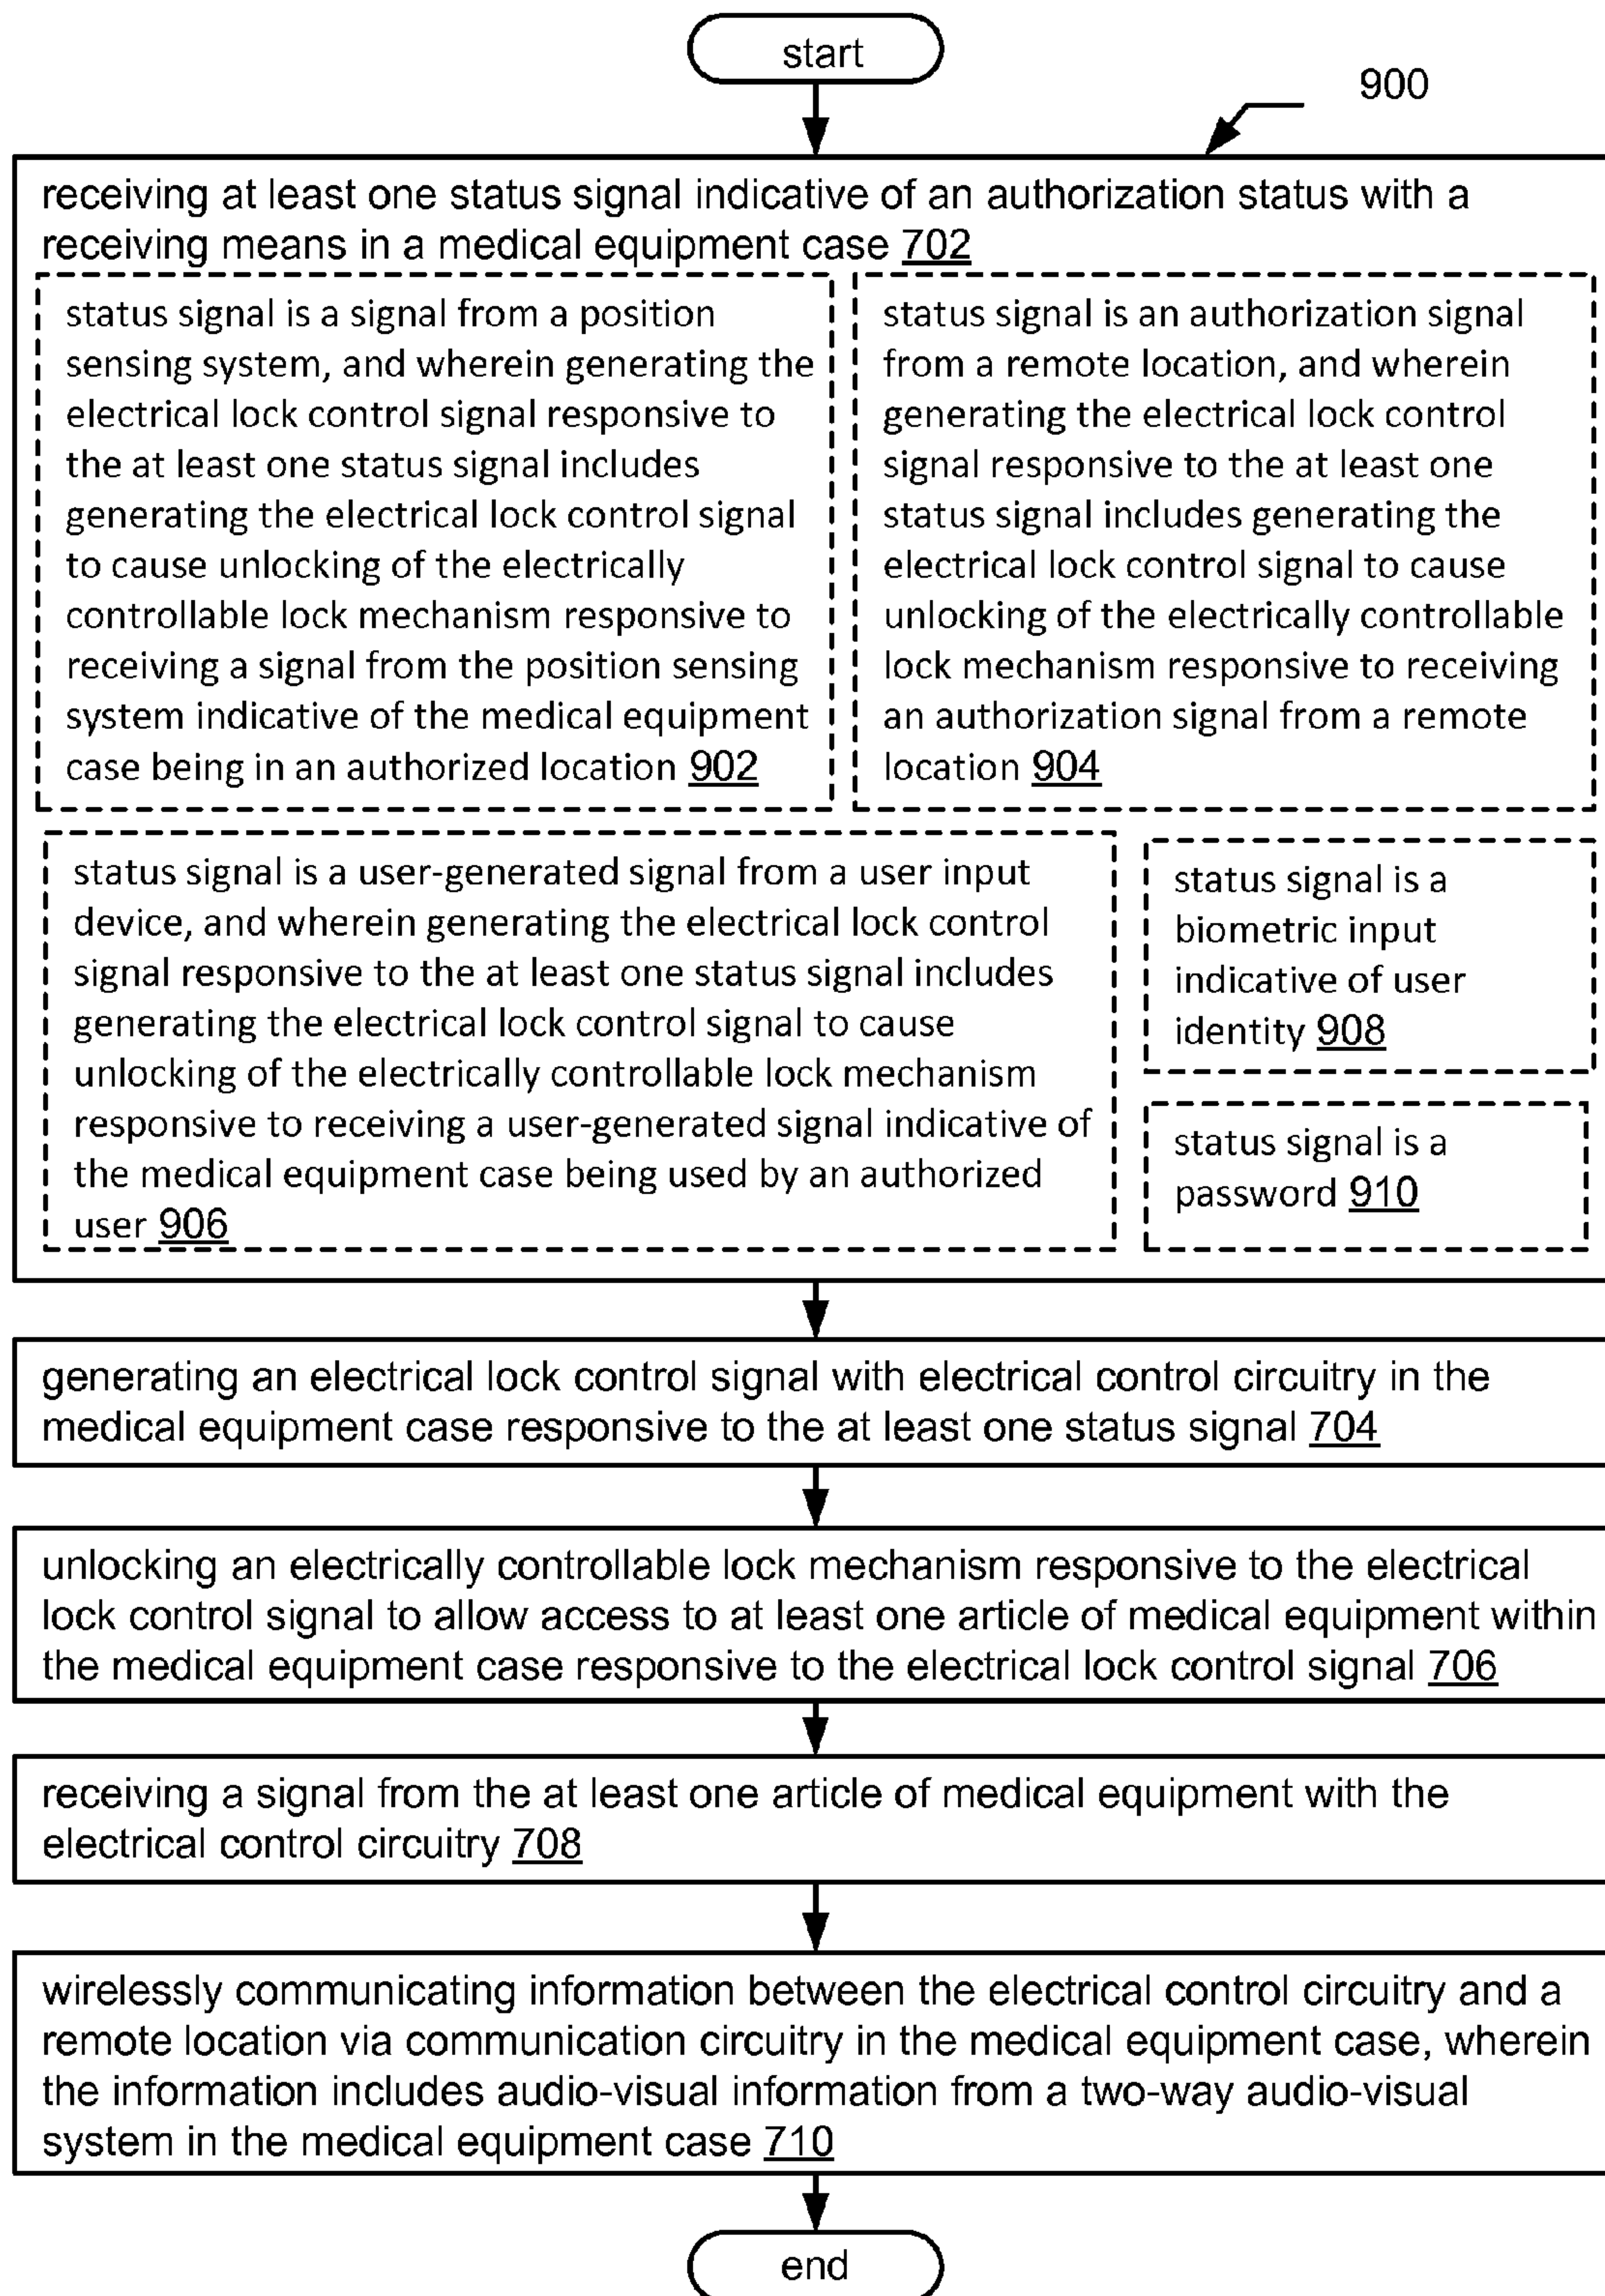 start
900
receiving at least one status signal indicative of an authorization status with a
receiving means in a medical equipment case 702
status signal is a signal from a position
sensing system, and wherein generating the
electrical lock control signal responsive to
the at least one status signal includes
generating the electrical lock control signal
to cause unlocking of the electrically
controllable lock mechanism responsive to
receiving a signal from the position sensing
system indicative of the medical equipment
case being in an authorized location 902
status signal is an authorization signal
from a remote location, and wherein
generating the electrical lock control
signal responsive to the at least one
status signal includes generating the
electrical lock control signal to cause
unlocking of the electrically controllable
lock mechanism responsive to receiving
an authorization signal from a remote
location 904
status signal is a user-generated signal from a user input
device, and wherein generating the electrical lock control
signal responsive to the at least one status signal includes
generating the electrical lock control signal to cause
unlocking of the electrically controllable lock mechanism
responsive to receiving a user-generated signal indicative of
the medical equipment case being used by an authorized
user 906
status signal is a
biometric input
indicative of user
identity 908
status signal is a
password 910
generating an electrical lock control signal with electrical control circuitry in the
medical equipment case responsive to the at least one status signal 704
unlocking an electrically controllable lock mechanism responsive to the electrical
lock control signal to allow access to at least one article of medical equipment within
the medical equipment case responsive to the electrical lock control signal 706
receiving a signal from the at least one article of medical equipment with the
electrical control circuitry 708
wirelessly communicating information between the electrical control circuitry and a
remote location via communication circuitry in the medical equipment case, wherein
the information includes audio-visual information from a two-way audio-visual
system in the medical equipment case 710
end